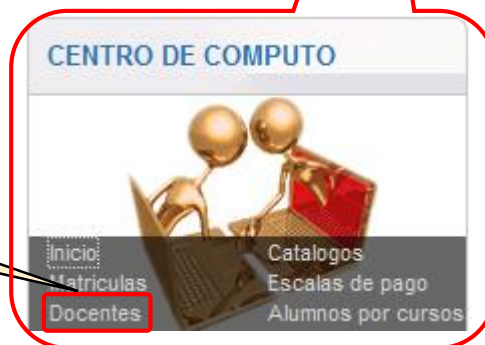 CENTRO DE COMPUTO
Inicio Catalogos
Matriculas Escalas de pago
Docentes Alumnos por cursos